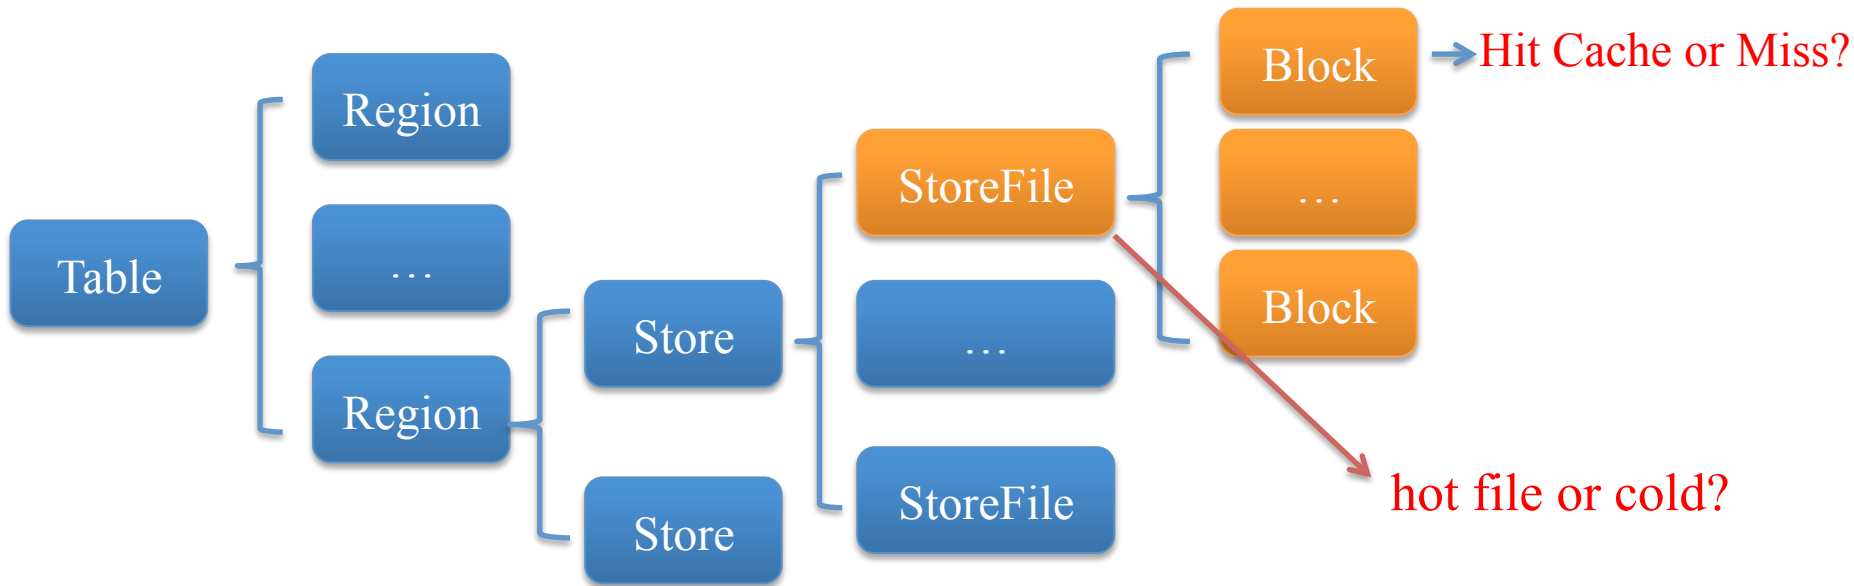 Table
Region
…
Region
Store
Store
StoreFile
…
StoreFile
Block
…
Block
Hit Cache or Miss?
hot file or cold?